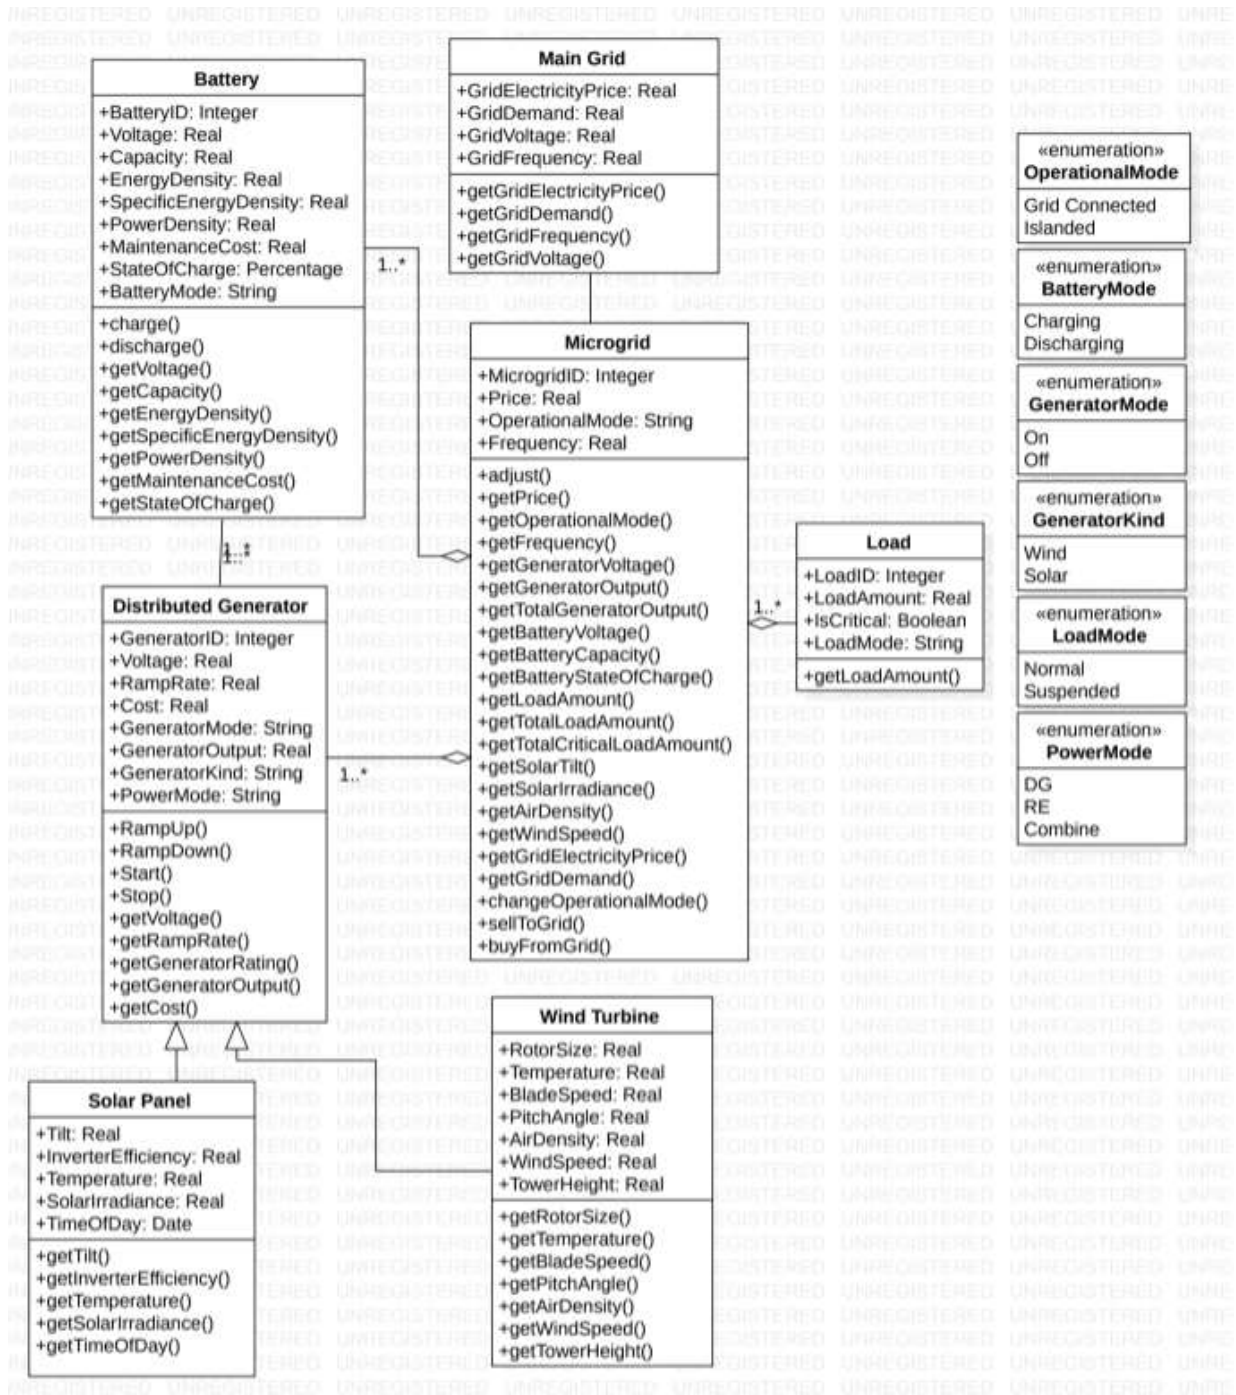 Main Grid
+GridElectricityPrice: Real
+GridDemand: Real
+GridVoltage: Real
+GridFrequency: Real
+getGridElectricityPrice()
+getGridDemand()
+getGridFrequency()
+getGridVoltage()
Battery
+BatteryID: Integer
+Voltage: Real
+Capacity: Real
+EnergyDensity: Real
+SpecificEnergyDensity: Real
+PowerDensity: Real
+MaintenanceCost: Real
+StateOfCharge: Percentage
+BatteryMode: String
+charge()
+discharge()
+getVoltage()
+getCapacity()
+getEnergyDensity()
+getSpecificEnergyDensity()
+getPowerDensity()
+getMaintenanceCost()
+getStateOfCharge()
1..*
1..*
Microgrid
+MicrogridID: Integer
+Price: Real
+OperationalMode: String
+Frequency: Real
+adjust()
+getPrice()
+getOperationalMode()
+getFrequency()
+getGeneratorVoltage()
+getGeneratorOutput()
+getTotalGeneratorOutput()
+getBatteryVoltage()
+getBatteryCapacity()
+getBatteryStateOfCharge()
+getLoadAmount()
+getTotalLoadAmount()
+getTotalCriticalLoadAmount()
+getSolarTilt()
+getSolarIrradiance()
+getAirDensity()
+getWindSpeed()
+getGridElectricityPrice()
+getGridDemand()
+changeOperationalMode()
+sellToGrid()
+buyFromGrid()
Load
+LoadID: Integer
+LoadAmount: Real
+IsCritical: Boolean
+LoadMode: String
+getLoadAmount()
1..*
Distributed Generator
+GeneratorID: Integer
+Voltage: Real
+RampRate: Real
+Cost: Real
+GeneratorMode: String
+GeneratorOutput: Real
+GeneratorKind: String
+PowerMode: String
+RampUp()
+RampDown()
+Start()
+Stop()
+getVoltage()
+getRampRate()
+getGeneratorRating()
+getGeneratorOutput()
+getCost()
1..*
Solar Panel
+Tilt: Real
+InverterEfficiency: Real
+Temperature: Real
+SolarIrradiance: Real
+TimeOfDay: Date
+getTilt()
+getInverterEfficiency()
+getTemperature()
+getSolarIrradiance()
+getTimeOfDay()
Wind Turbine
+RotorSize: Real
+Temperature: Real
+BladeSpeed: Real
+PitchAngle: Real
+AirDensity: Real
+WindSpeed: Real
+TowerHeight: Real
+getRotorSize()
+getTemperature()
+getBladeSpeed()
+getPitchAngle()
+getAirDensity()
+getWindSpeed()
+getTowerHeight()
«enumeration»
OperationalMode
Grid Connected
Islanded
«enumeration»
BatteryMode
Charging
Discharging
«enumeration»
GeneratorMode
On
Off
«enumeration»
GeneratorKind
Wind
Solar
«enumeration»
LoadMode
Normal
Suspended
«enumeration»
PowerMode
DG
RE
Combine
UNREGISTERED